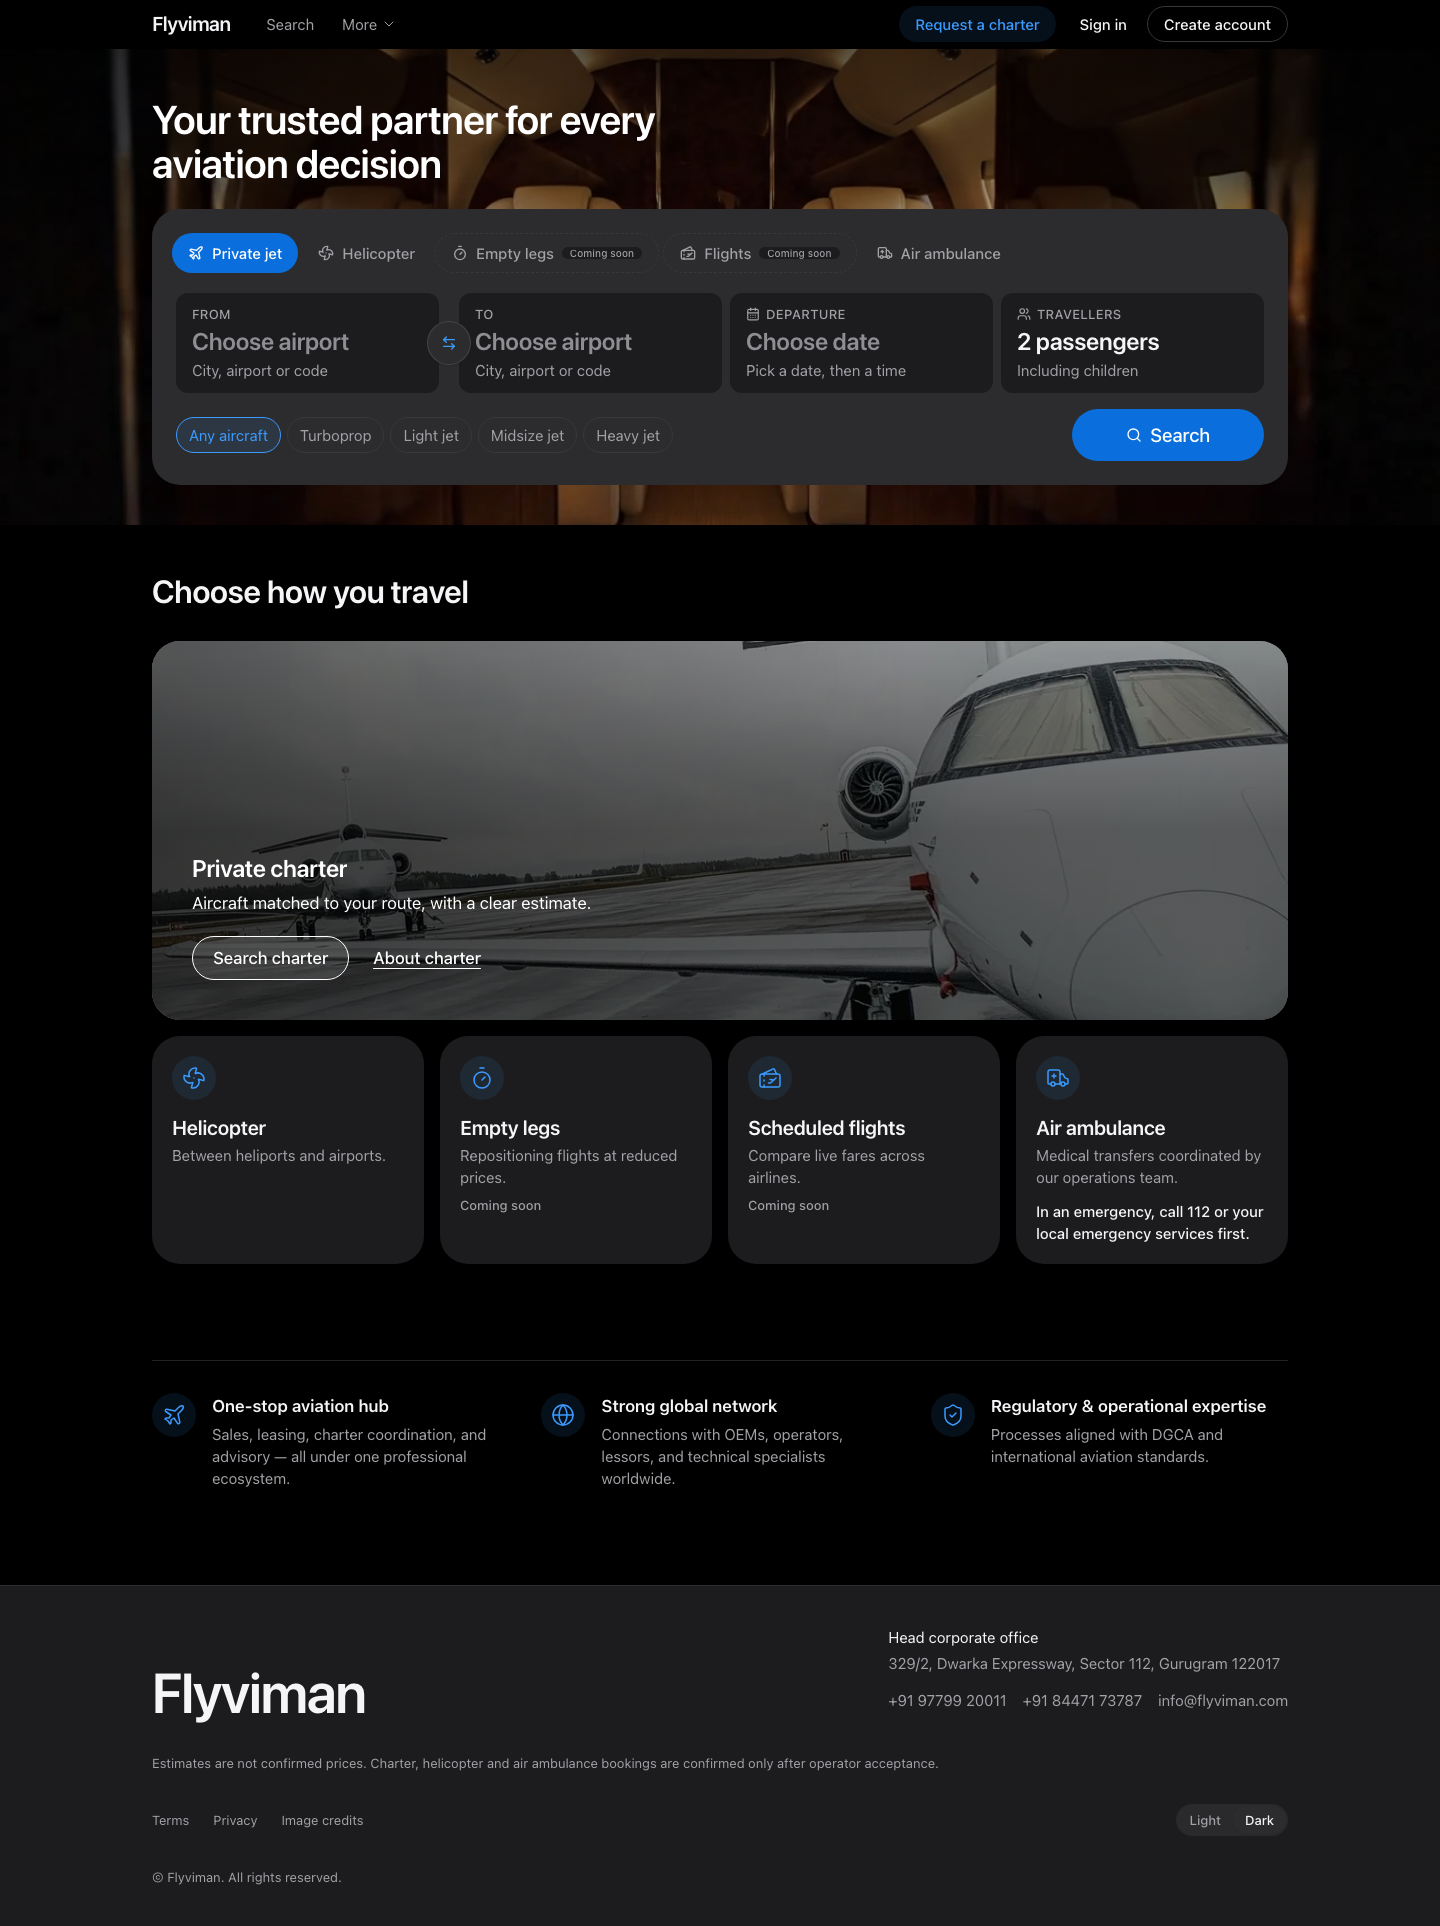 Flyviman
Search
More
Request a charter
Sign in
Create account
Your trusted partner for every
aviation decision
Private jet
Helicopter
Empty legs
Coming soon
Flights
Coming soon
Air ambulance
FROM
Choose airport
City, airport or code
TO
Choose airport
City, airport or code
DEPARTURE
Choose date
Pick a date, then a time
TRAVELLERS
2 passengers
Including children
Any aircraft
Turboprop
Light jet
Midsize jet
Heavy jet
Search
Choose how you travel
Private charter
Aircraft matched to your route, with a clear estimate.
Search charter
About charter
Helicopter
Between heliports and airports.
Empty legs
Repositioning flights at reduced
prices.
Coming soon
Scheduled flights
Compare live fares across
airlines.
Coming soon
Air ambulance
Medical transfers coordinated by
our operations team.
In an emergency, call 112 or your
local emergency services first.
One-stop aviation hub
Sales, leasing, charter coordination, and
advisory — all under one professional
ecosystem.
Strong global network
Connections with OEMs, operators,
lessors, and technical specialists
worldwide.
Regulatory & operational expertise
Processes aligned with DGCA and
international aviation standards.
Flyviman
Head corporate office
329/2, Dwarka Expressway, Sector 112, Gurugram 122017
+91 97799 20011
+91 84471 73787
info@flyviman.com
Estimates are not confirmed prices. Charter, helicopter and air ambulance bookings are confirmed only after operator acceptance.
Terms
Privacy
Image credits
Light
Dark
© Flyviman. All rights reserved.